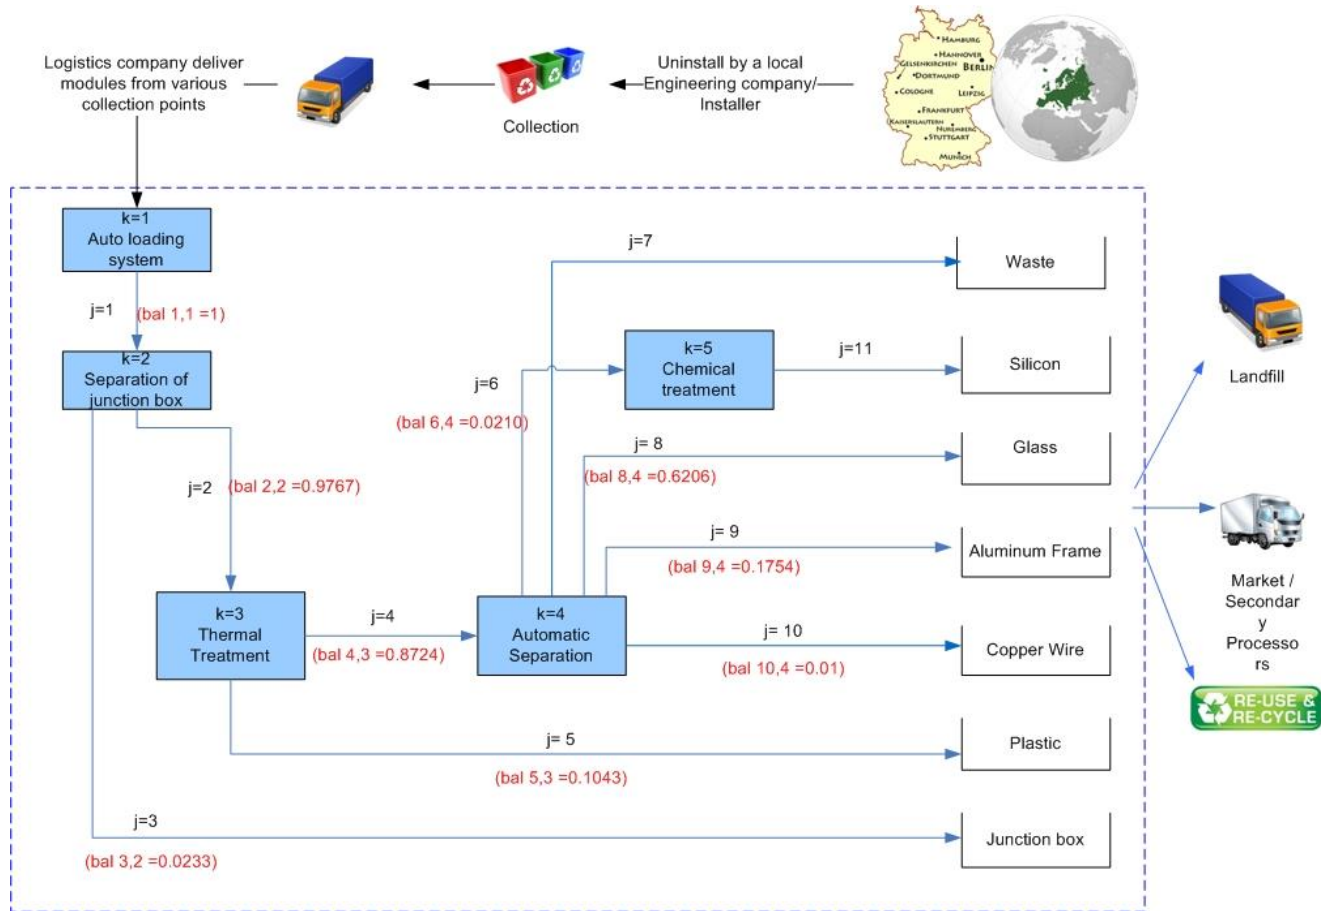 Logistics company deliver
modules from various
collection points
Collection
Uninstall by a local
Engineering company/
Installer
HAMBURG
HANNOVER
GELSENKIRCHEN
BERLIN
DORTMUND
COLOGNE
LEIPZIG
FRANKFURT
KAISERSLAUTERN
NUREMBERG
STUTTGART
MUNICH
k=1
Auto loading
system
j=1
(bal 1,1 =1)
k=2
Separation of
junction box
j=2
(bal 2,2 =0.9767)
k=3
Thermal
Treatment
j=4
(bal 4,3 =0.8724)
k=4
Automatic
Separation
j=6
(bal 6,4 =0.0210)
k=5
Chemical
treatment
j=7
j=11
j= 8
(bal 8,4 =0.6206)
j= 9
(bal 9,4 =0.1754)
j= 10
(bal 10,4 =0.01)
j= 5
(bal 5,3 =0.1043)
j=3
(bal 3,2 =0.0233)
Waste
Silicon
Glass
Aluminum Frame
Copper Wire
Plastic
Junction box
Landfill
Market /
Secondar
y
Processo
rs
RE-USE &
RE-CYCLE